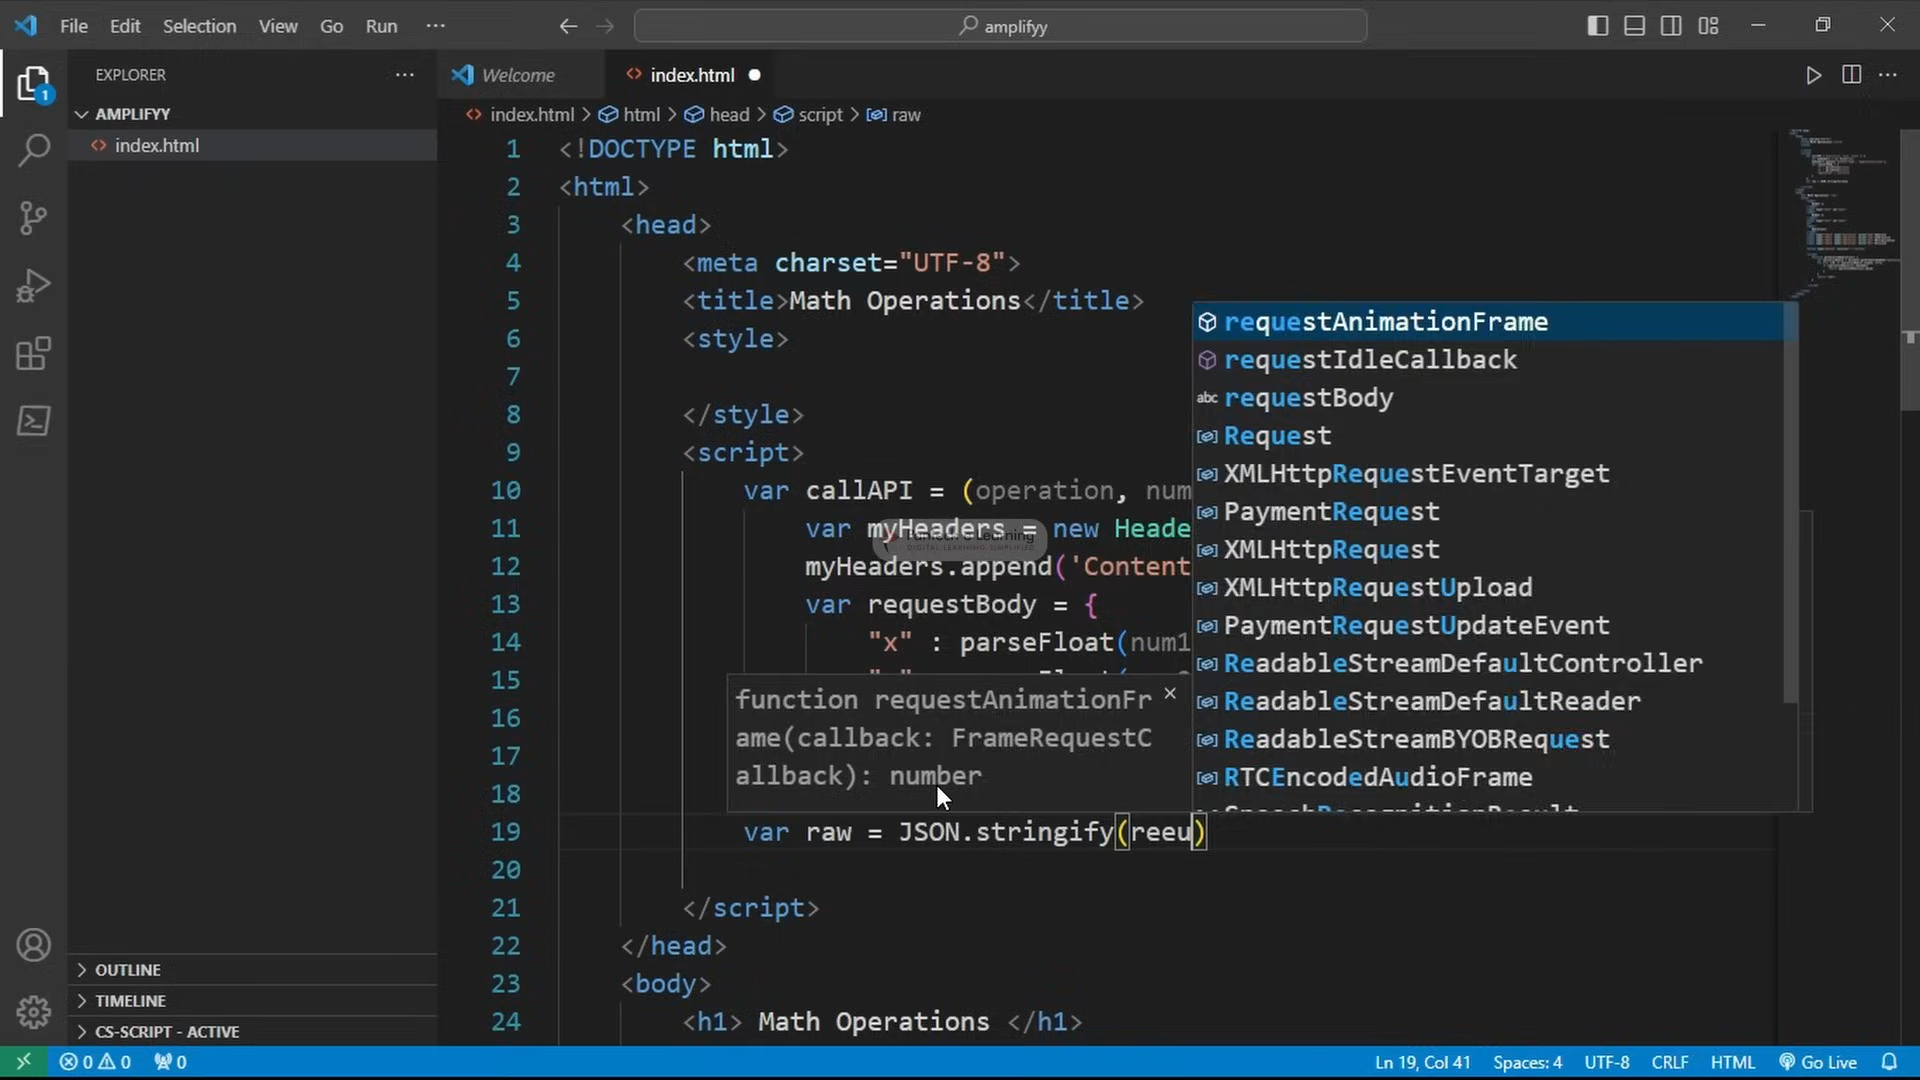 File Edit Selection View Go Run ···
amplifyy
EXPLORER
AMPLIFYY
index.html
1
Welcome
index.html
index.html > html > head > script > raw
1 <!DOCTYPE html>
2 <html>
3 <head>
4 <meta charset="UTF-8">
5 <title>Math Operations</title>
6 <style>
7
8 </style>
9 <script>
10 var callAPI = (operation, num
11 var myHeaders = new Heade
12 myHeaders.append('Content
13 var requestBody = {
14 "x" : parseFloat(num1
15
16
17
18
19 var raw = JSON.stringify(reeu)
20
21 </script>
22 </head>
23 <body>
24 <h1> Math Operations </h1>
e Learning
DIGITAL LEARNING SIMPLIFIED
function requestAnimationFr
ame(callback: FrameRequestC
allback): number
requestAnimationFrame
requestIdleCallback
abc requestBody
Request
XMLHttpRequestEventTarget
PaymentRequest
XMLHttpRequest
XMLHttpRequestUpload
PaymentRequestUpdateEvent
ReadableStreamDefaultController
ReadableStreamDefaultReader
ReadableStreamBYOBRequest
RTCEncodedAudioFrame
SpeechRecognitionResult
OUTLINE
TIMELINE
CS-SCRIPT - ACTIVE
0 0 0
Ln 19, Col 41 Spaces: 4 UTF-8 CRLF HTML Go Live